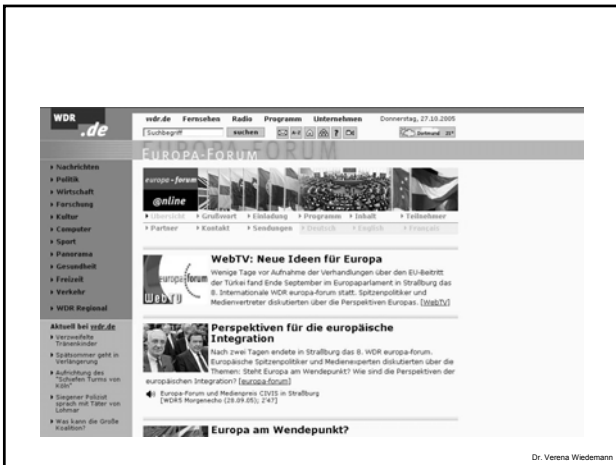 WDR
.de
wdr.de Fernsehen Radio Programm Unternehmen
Donnerstag, 27.10.2005
Suchbegriff suchen A-Z ?
Dortmund 21°
EUROPA-FORUM
europa-forum
@nline
Übersicht Grußwort Einladung Programm Inhalt Teilnehmer
Partner Kontakt Sendungen Deutsch English Français
Nachrichten
Politik
Wirtschaft
Forschung
Kultur
Computer
Sport
Panorama
Gesundheit
Freizeit
Verkehr
WDR Regional
Aktuell bei wdr.de
Verzweifelte
Tränenkinder
Spätsommer geht in
Verlängerung
Aufrichtung des
"Schiefen Turms von
Köln"
Siegener Polizist
sprach mit Täter von
Lohmar
Was kann die Große
Koalition?
europa-forum
WebTV
WebTV: Neue Ideen für Europa
Wenige Tage vor Aufnahme der Verhandlungen über den EU-Beitritt
der Türkei fand Ende September im Europaparlament in Straßburg das
8. Internationale WDR europa-forum statt. Spitzenpolitiker und
Medienvertreter diskutierten über die Perspektiven Europas. [WebTV]
Perspektiven für die europäische
Integration
Nach zwei Tagen endete in Straßburg das 8. WDR europa-forum.
Europäische Spitzenpolitiker und Medienexperten diskutierten über die
Themen: Steht Europa am Wendepunkt? Wie sind die Perspektiven der
europäischen Integration? [europa-forum]
Europa-Forum und Medienpreis CIVIS in Straßburg
[WDR5 Morgenecho (28.09.05); 2'47]
Europa am Wendepunkt?
Dr. Verena Wiedemann